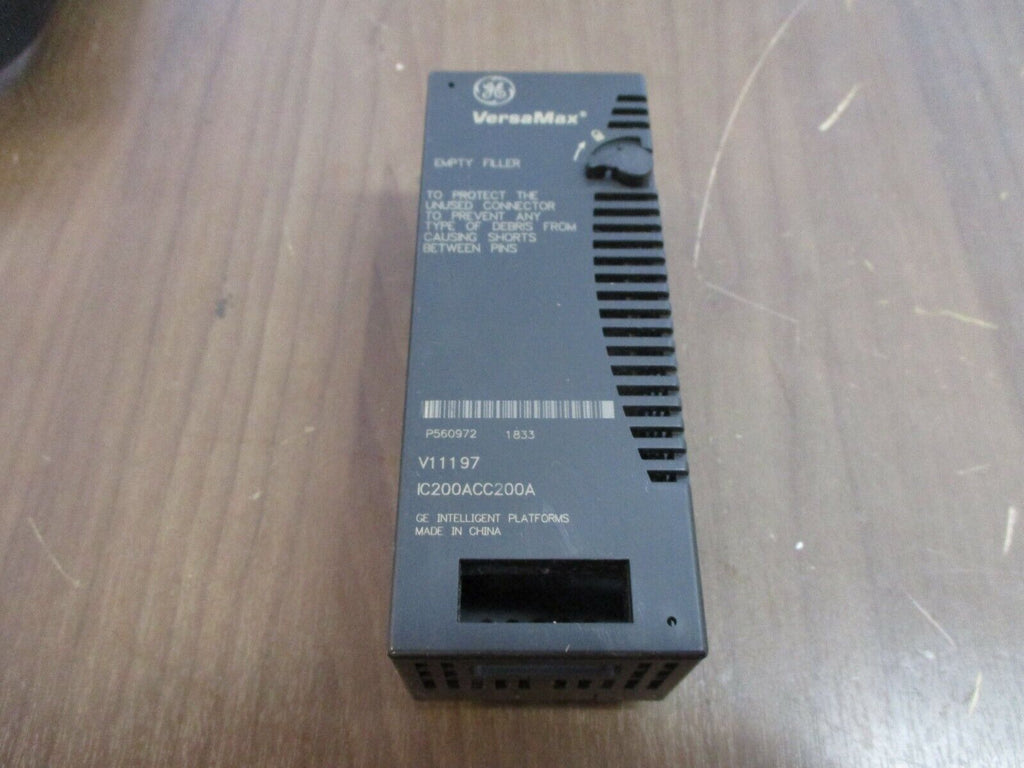 GE
VersaMax®
EMPTY FILLER
TO PROTECT THE
UNUSED CONNECTOR
TO PREVENT ANY
TYPE OF DEBRIS FROM
CAUSING SHORTS
BETWEEN PINS
P560972 1833
V11197
IC200ACC200A
GE INTELLIGENT PLATFORMS
MADE IN CHINA